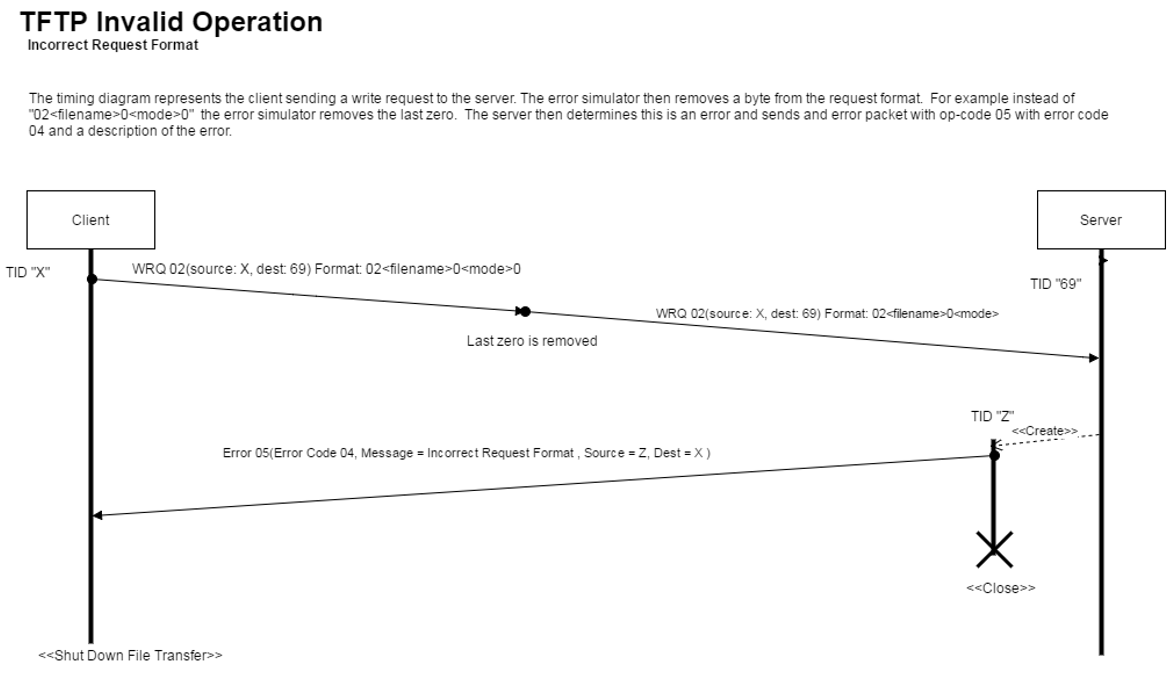 TFTP Invalid Operation
Incorrect Request Format
The timing diagram represents the client sending a write request to the server. The error simulator then removes a byte from the request format.  For example instead of
"02<filename>0<mode>0"  the error simulator removes the last zero.  The server then determines this is an error and sends and error packet with op-code 05 with error code
04 and a description of the error.
Client
Server
TID "X"
WRQ 02(source: X, dest: 69) Format: 02<filename>0<mode>0
TID "69"
WRQ 02(source: X, dest: 69) Format: 02<filename>0<mode>
Last zero is removed
TID "Z"
<<Create>>
Error 05(Error Code 04, Message = Incorrect Request Format , Source = Z, Dest = X )
<<Close>>
<<Shut Down File Transfer>>